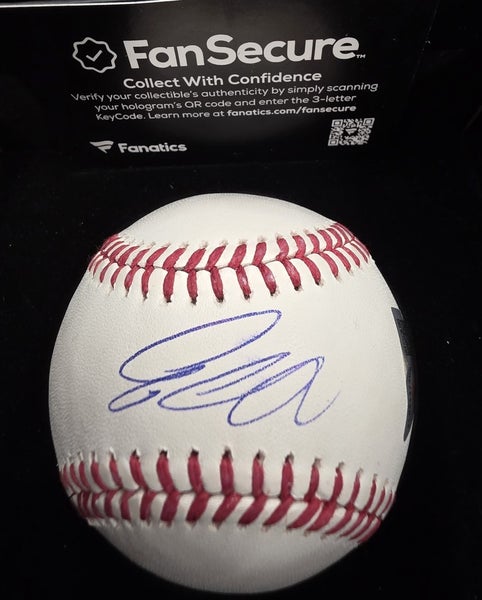 FanSecure™
Collect With Confidence
Verify your collectible's authenticity by simply scanning
your hologram's QR code and enter the 3-letter
KeyCode. Learn more at fanatics.com/fansecure
Fanatics